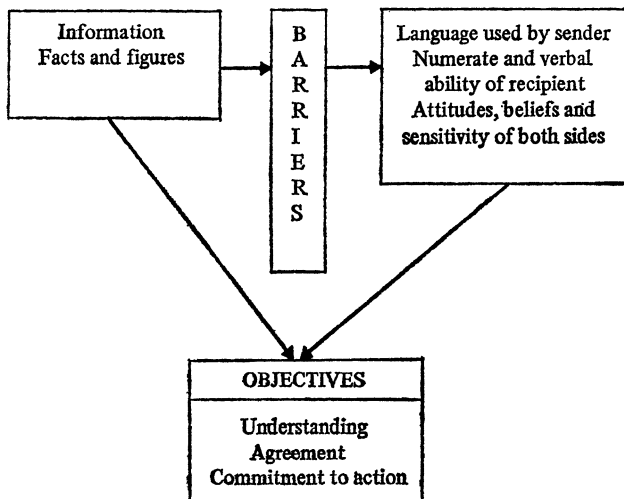 Information
Facts and figures
B
A
R
R
I
E
R
S
Language used by sender
Numerate and verbal
ability of recipient
Attitudes, beliefs and
sensitivity of both sides
OBJECTIVES
Understanding
Agreement
Commitment to action